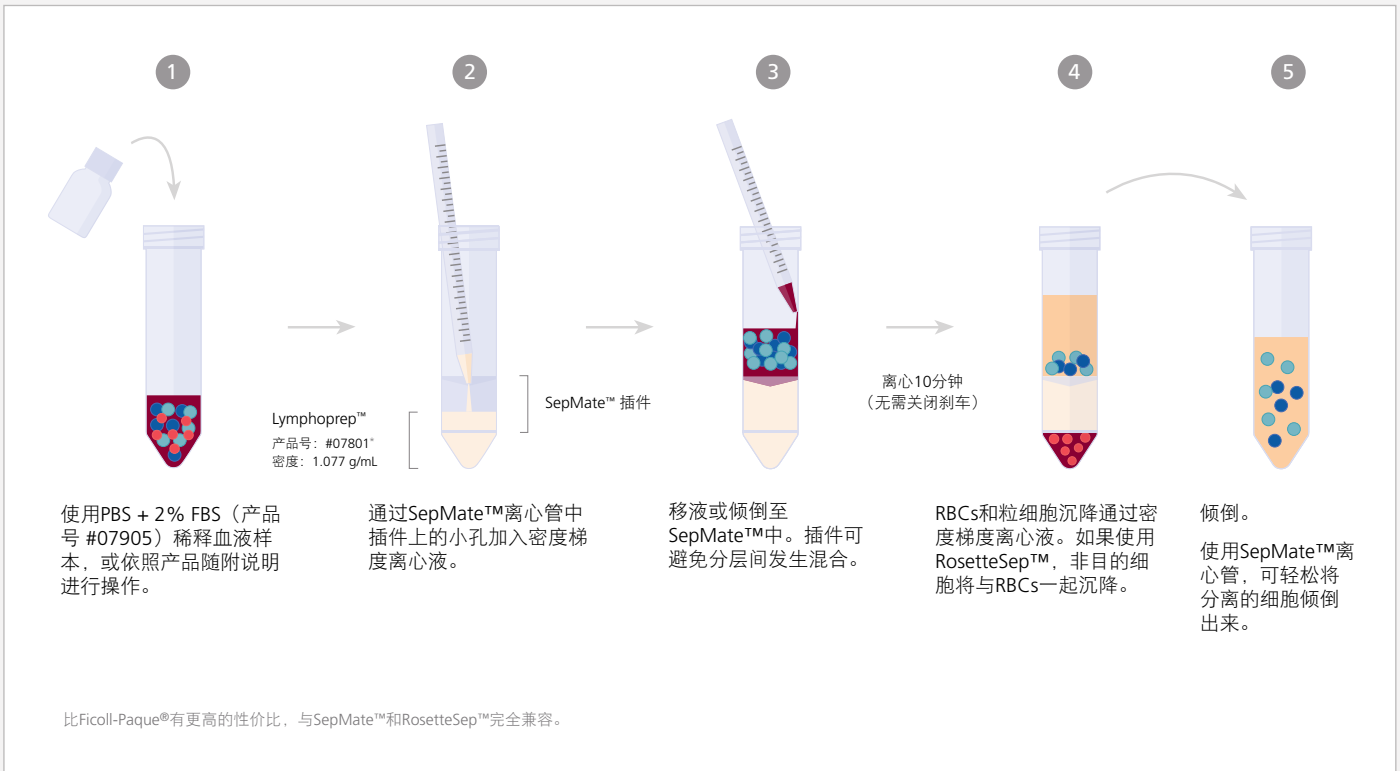 1
2
3
4
5
Lymphoprep™
产品号：#07801*
密度：1.077 g/mL
SepMate™ 插件
离心10分钟
（无需关闭刹车）
使用PBS + 2% FBS（产品
号 #07905）稀释血液样
本，或依照产品随附说明
进行操作。
通过SepMate™离心管中
插件上的小孔加入密度梯
度离心液。
移液或倾倒至
SepMate™中。插件可
避免分层间发生混合。
RBCs和粒细胞沉降通过密
度梯度离心液。如果使用
RosetteSep™，非目的细
胞将与RBCs一起沉降。
倾倒。
使用SepMate™离
心管，可轻松将
分离的细胞倾倒
出来。
比Ficoll-Paque®有更高的性价比，与SepMate™和RosetteSep™完全兼容。